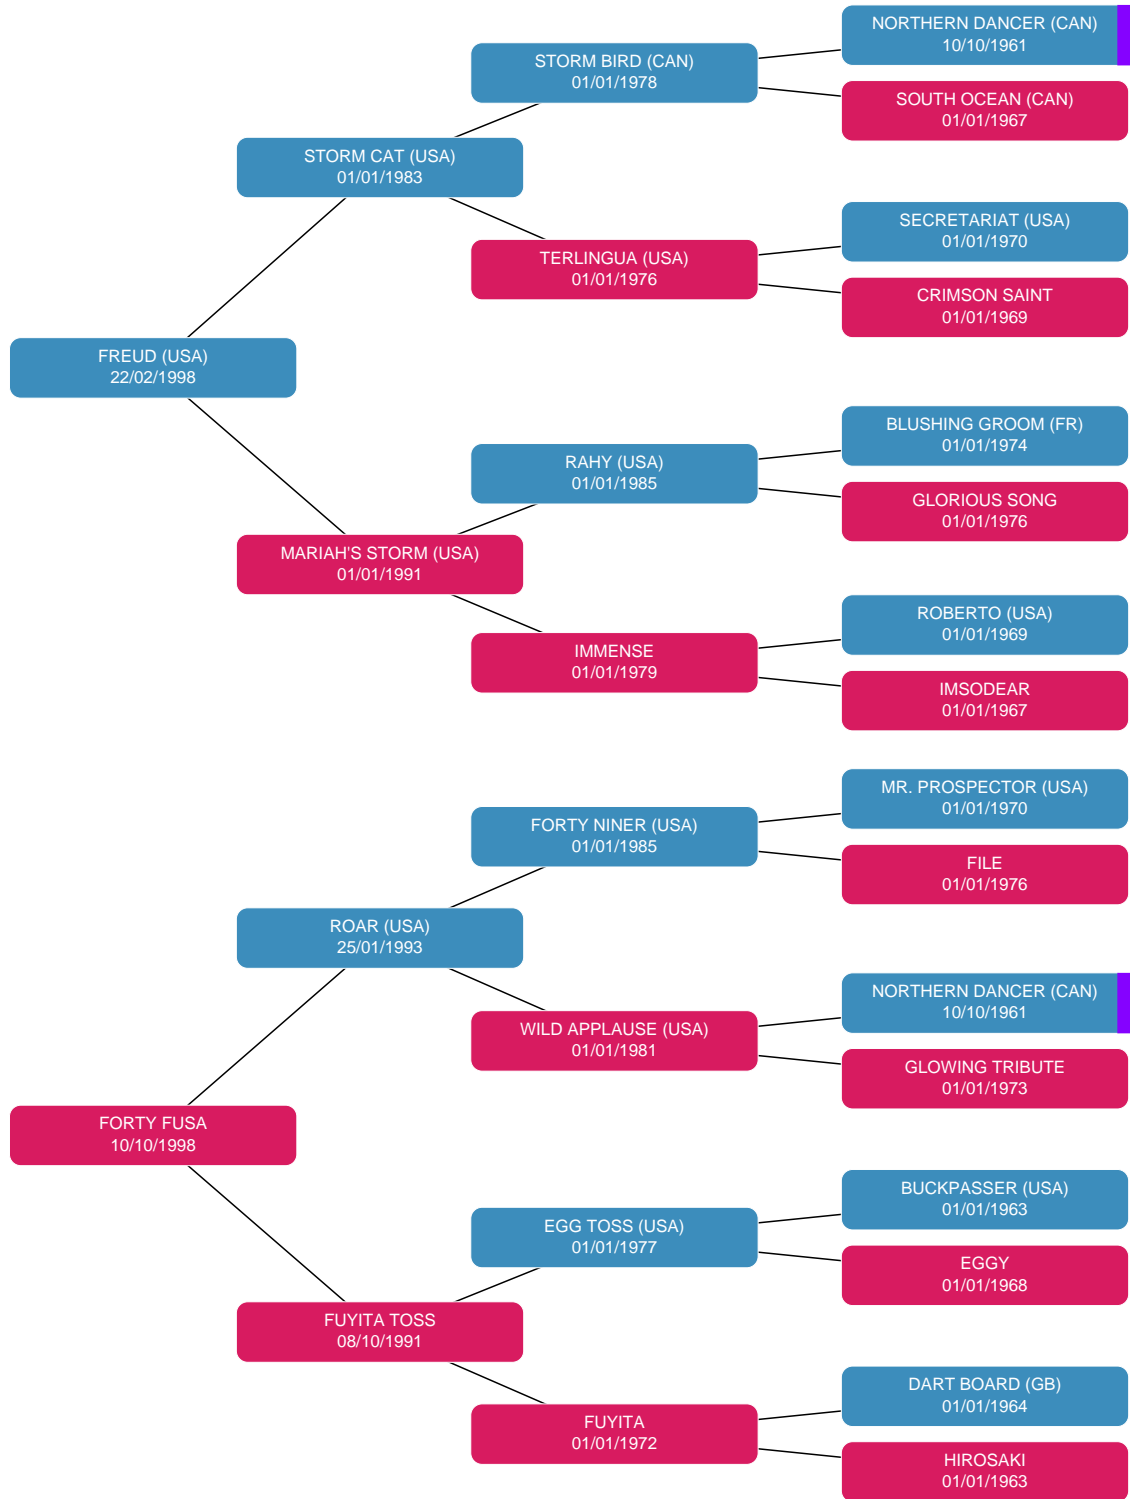 NORTHERN DANCER (CAN)
10/10/1961
STORM BIRD (CAN)
01/01/1978
SOUTH OCEAN (CAN)
01/01/1967
STORM CAT (USA)
01/01/1983
SECRETARIAT (USA)
01/01/1970
TERLINGUA (USA)
01/01/1976
CRIMSON SAINT
01/01/1969
FREUD (USA)
22/02/1998
BLUSHING GROOM (FR)
01/01/1974
RAHY (USA)
01/01/1985
GLORIOUS SONG
01/01/1976
MARIAH'S STORM (USA)
01/01/1991
ROBERTO (USA)
01/01/1969
IMMENSE
01/01/1979
IMSODEAR
01/01/1967
MR. PROSPECTOR (USA)
01/01/1970
FORTY NINER (USA)
01/01/1985
FILE
01/01/1976
ROAR (USA)
25/01/1993
NORTHERN DANCER (CAN)
10/10/1961
WILD APPLAUSE (USA)
01/01/1981
GLOWING TRIBUTE
01/01/1973
FORTY FUSA
10/10/1998
BUCKPASSER (USA)
01/01/1963
EGG TOSS (USA)
01/01/1977
EGGY
01/01/1968
FUYITA TOSS
08/10/1991
DART BOARD (GB)
01/01/1964
FUYITA
01/01/1972
HIROSAKI
01/01/1963